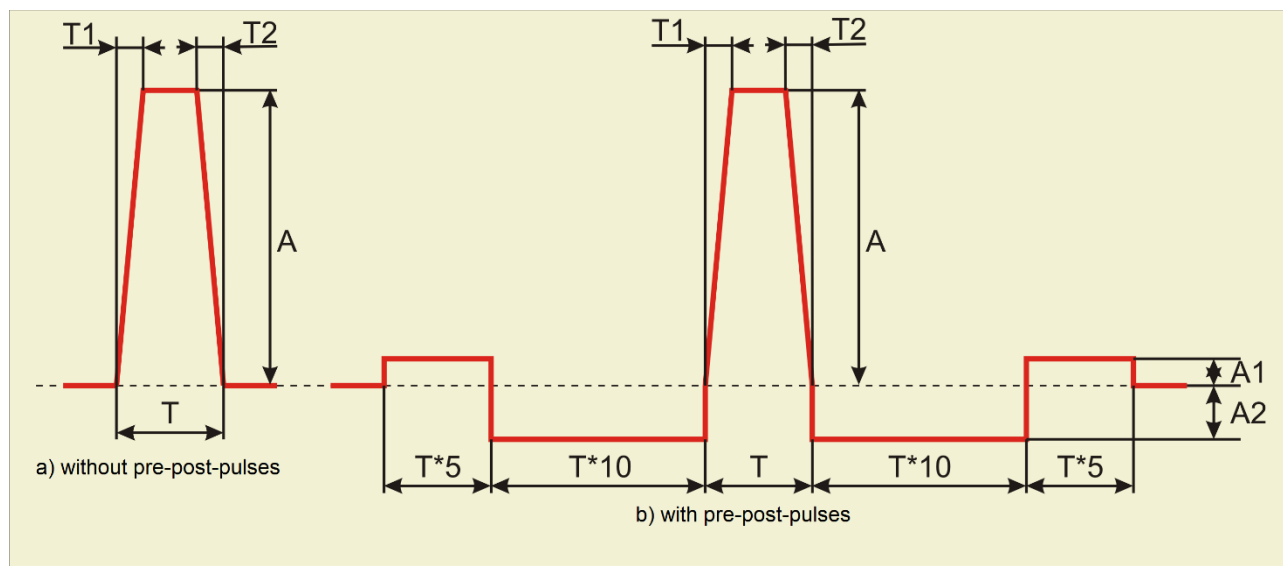 T1
T2
T1
T2
A
A
A1
A2
T
a) without pre-post-pulses
T*5
T*10
T
T*10
T*5
b) with pre-post-pulses